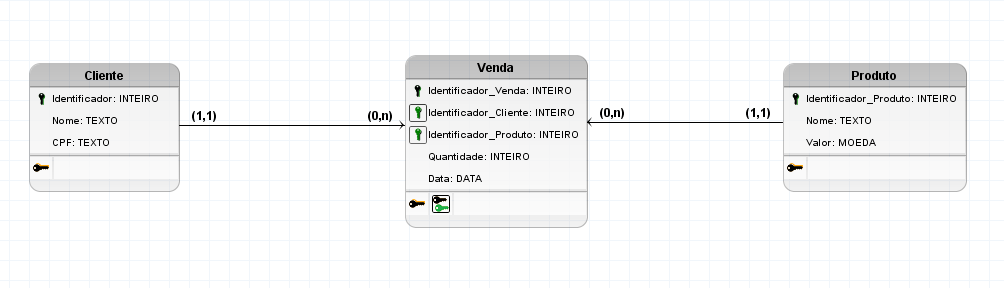 Cliente
Identificador: INTEIRO
Nome: TEXTO
CPF: TEXTO
(1,1)
(0,n)
Venda
Identificador_Venda: INTEIRO
Identificador_Cliente: INTEIRO
Identificador_Produto: INTEIRO
Quantidade: INTEIRO
Data: DATA
(0,n)
(1,1)
Produto
Identificador_Produto: INTEIRO
Nome: TEXTO
Valor: MOEDA